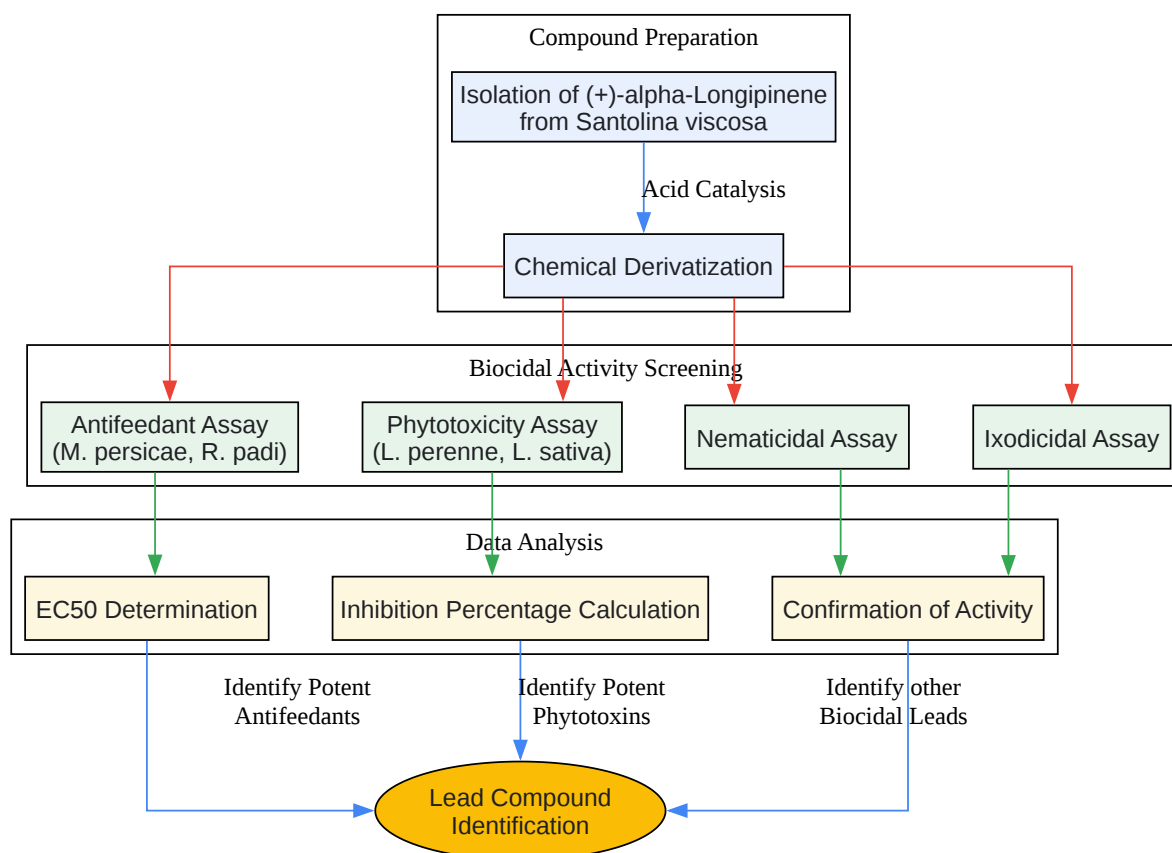 Compound Preparation
Isolation of (+)-alpha-Longipinene
from Santolina viscosa
Acid Catalysis
Chemical Derivatization
Biocidal Activity Screening
Antifeedant Assay
(M. persicae, R. padi)
Phytotoxicity Assay
(L. perenne, L. sativa)
Nematicidal Assay
Ixodicidal Assay
Data Analysis
EC50 Determination
Inhibition Percentage Calculation
Confirmation of Activity
Identify Potent
Antifeedants
Identify Potent
Phytotoxins
Identify other
Biocidal Leads
Lead Compound
Identification